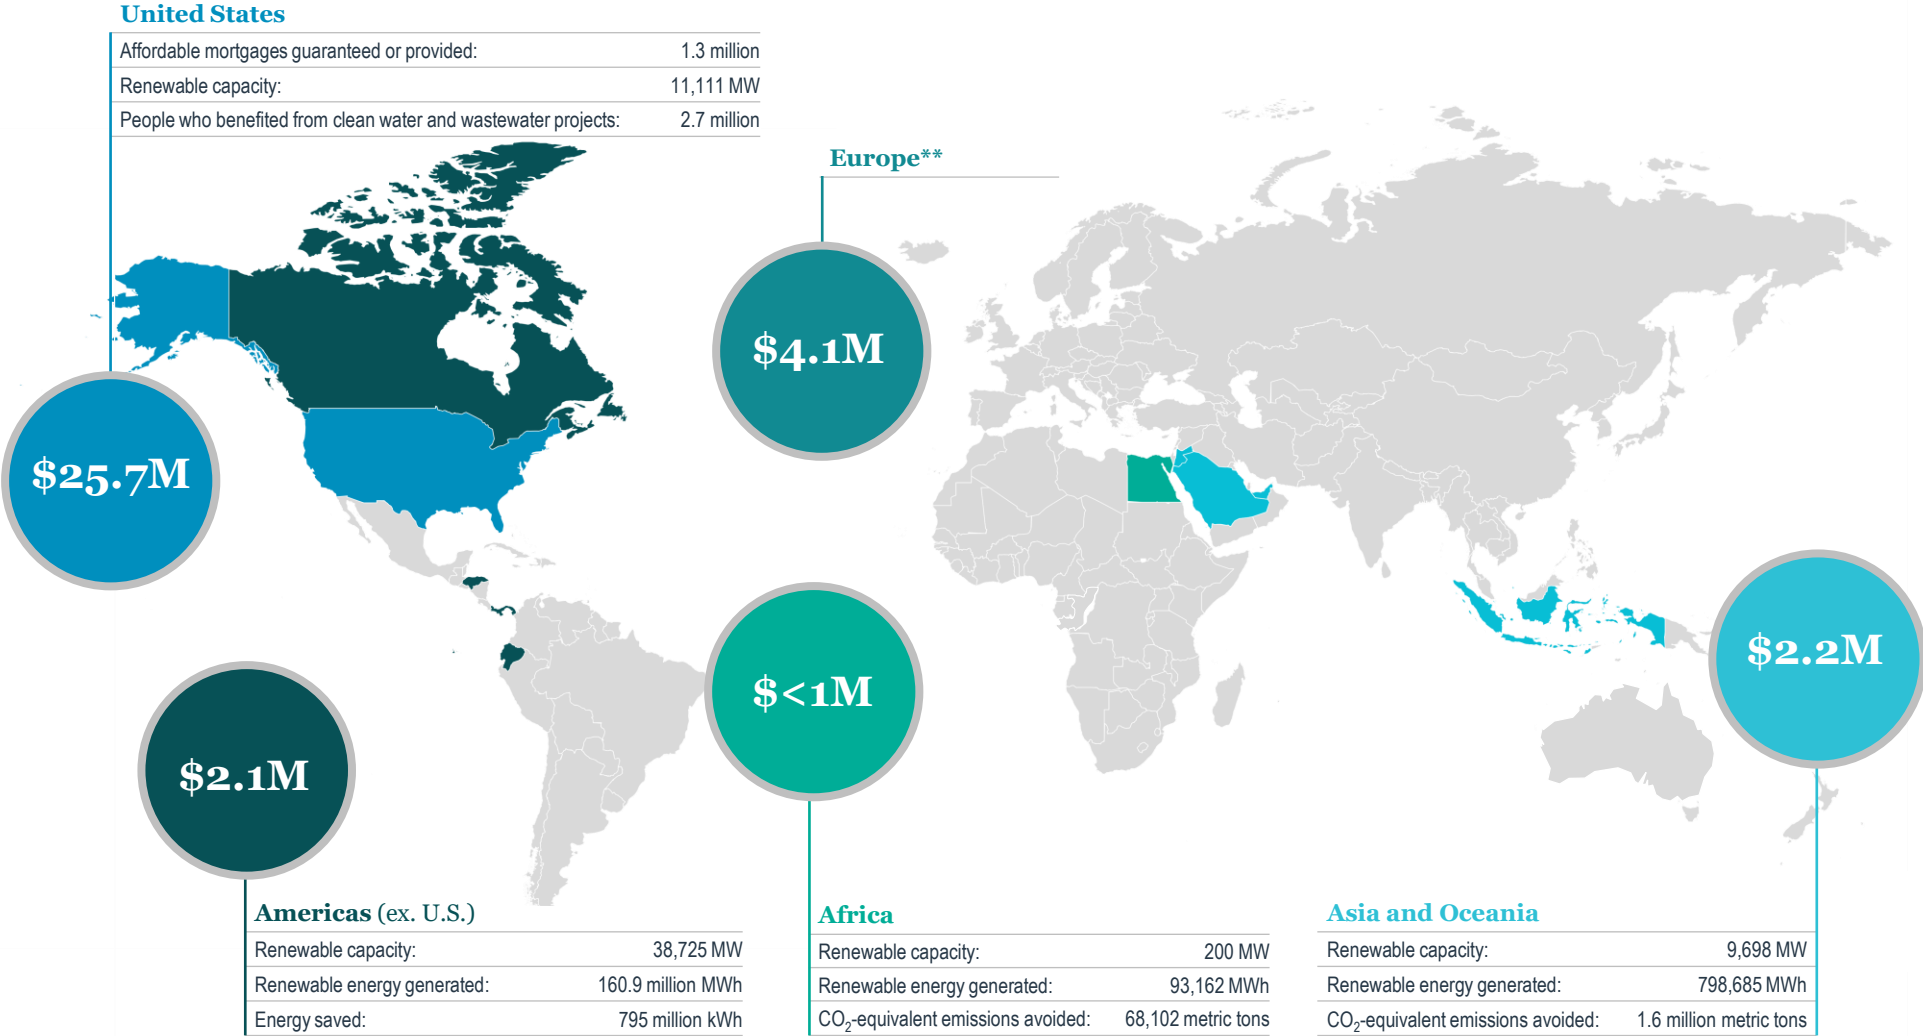 United States
Affordable mortgages guaranteed or provided: 1.3 million
Renewable capacity: 11,111 MW
People who benefited from clean water and wastewater projects: 2.7 million
Europe**
$4.1M
$25.7M
$<1M
$2.2M
$2.1M
Americas (ex. U.S.)
Renewable capacity: 38,725 MW
Renewable energy generated: 160.9 million MWh
Energy saved: 795 million kWh
Africa
Renewable capacity: 200 MW
Renewable energy generated: 93,162 MWh
CO₂-equivalent emissions avoided: 68,102 metric tons
Asia and Oceania
Renewable capacity: 9,698 MW
Renewable energy generated: 798,685 MWh
CO₂-equivalent emissions avoided: 1.6 million metric tons